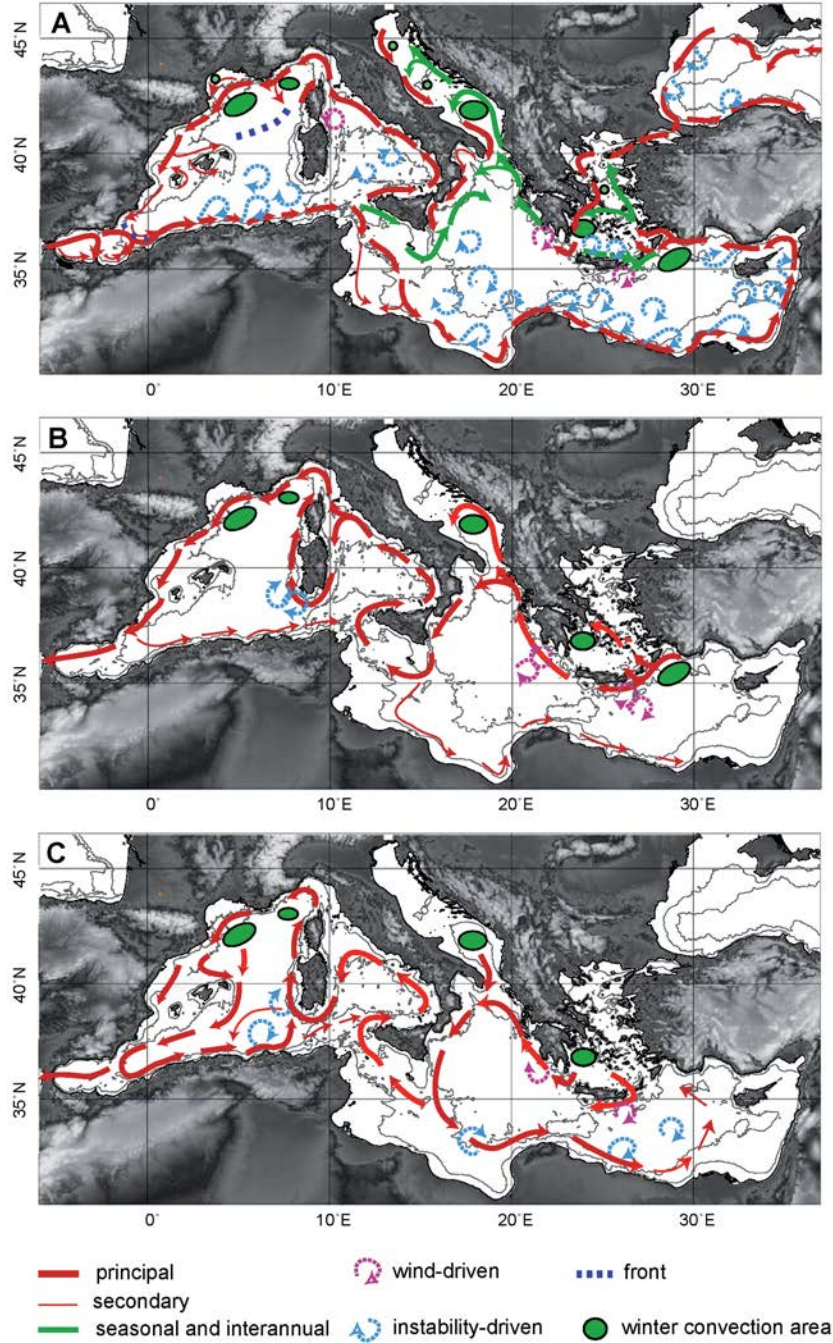 A
45°N
40°N
35°N
0°
10°E
20°E
30°E
B
45°N
40°N
35°N
0°
10°E
20°E
30°E
C
45°N
40°N
35°N
0°
10°E
20°E
30°E
principal
wind-driven
front
secondary
seasonal and interannual
instability-driven
winter convection area